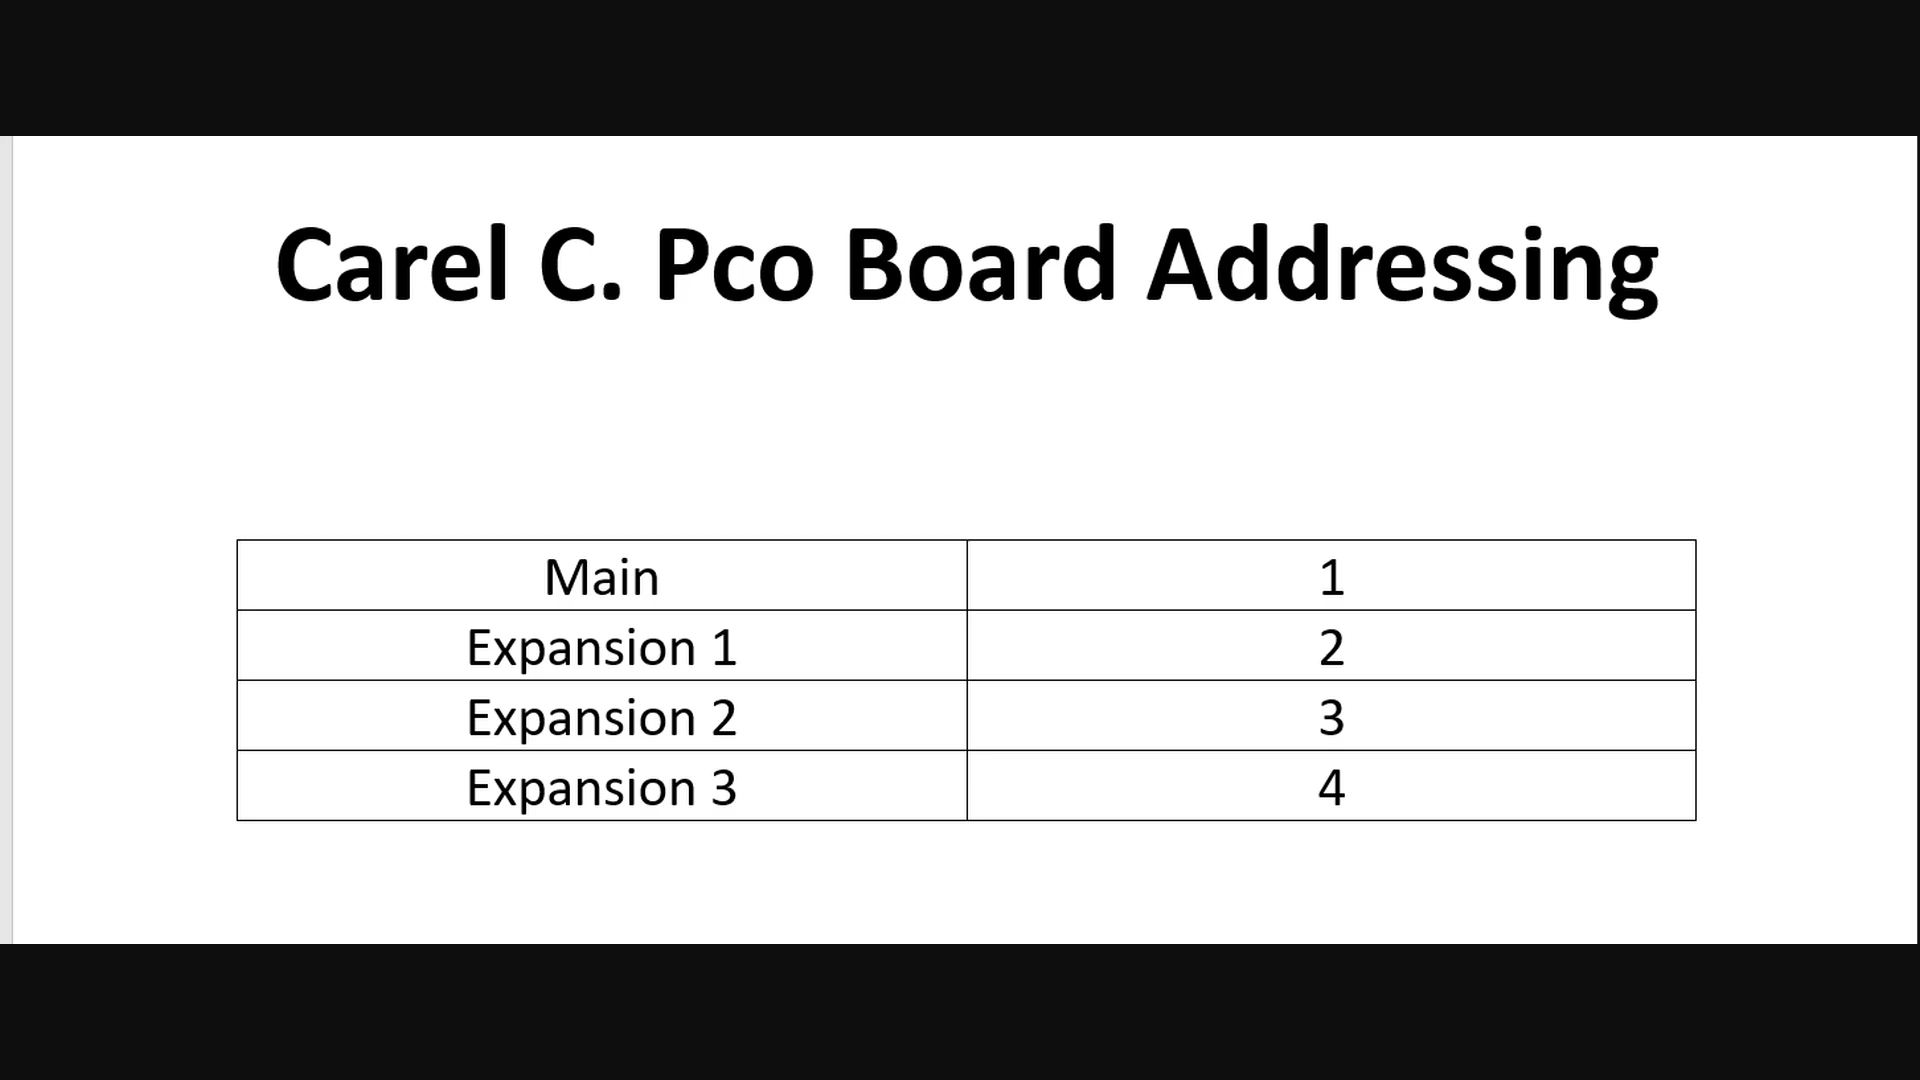 Carel C. Pco Board Addressing
Main 1
Expansion 1 2
Expansion 2 3
Expansion 3 4